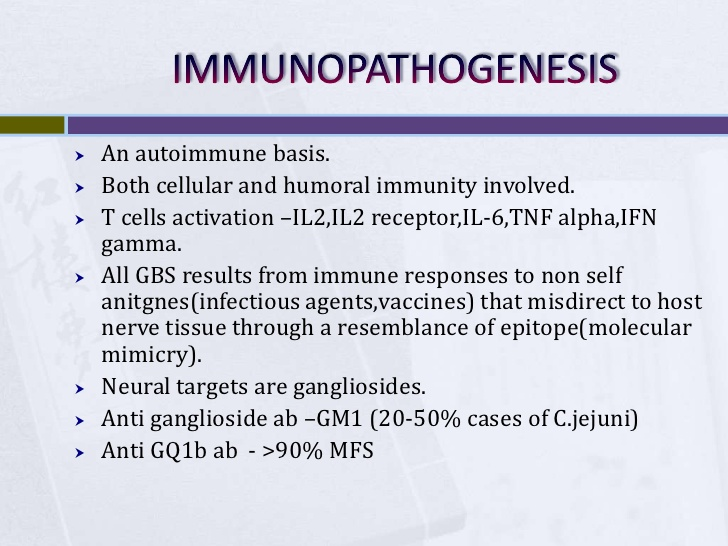 IMMUNOPATHOGENESIS
An autoimmune basis.
Both cellular and humoral immunity involved.
T cells activation –IL2,IL2 receptor,IL-6,TNF alpha,IFN
gamma.
All GBS results from immune responses to non self
anitgnes(infectious agents,vaccines) that misdirect to host
nerve tissue through a resemblance of epitope(molecular
mimicry).
Neural targets are gangliosides.
Anti ganglioside ab –GM1 (20-50% cases of C.jejuni)
Anti GQ1b ab - >90% MFS